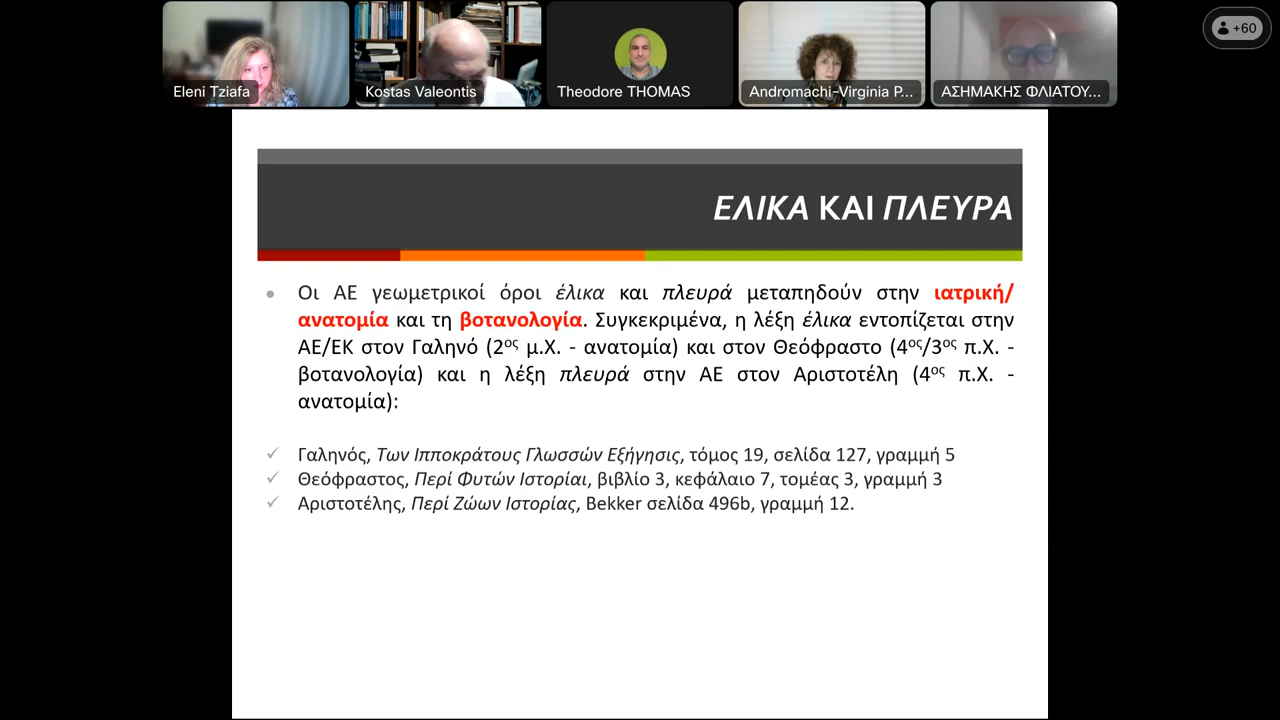 +60
Eleni Tziafa
Kostas Valeontis
Theodore THOMAS
Andromachi-Virginia P...
ΑΣΗΜΑΚΗΣ ΦΛΙΑΤΟΥ...
ΕΛΙΚΑ ΚΑΙ ΠΛΕΥΡΑ
Οι ΑΕ γεωμετρικοί όροι έλικα και πλευρά μεταπηδούν στην ιατρική/
ανατομία και τη βοτανολογία. Συγκεκριμένα, η λέξη έλικα εντοπίζεται στην
ΑΕ/ΕΚ στον Γαληνό (2ος μ.Χ. - ανατομία) και στον Θεόφραστο (4ος/3ος π.Χ. -
βοτανολογία) και η λέξη πλευρά στην ΑΕ στον Αριστοτέλη (4ος π.Χ. -
ανατομία):
✓ Γαληνός, Των Ιπποκράτους Γλωσσών Εξήγησις, τόμος 19, σελίδα 127, γραμμή 5
✓ Θεόφραστος, Περί Φυτών Ιστορίαι, βιβλίο 3, κεφάλαιο 7, τομέας 3, γραμμή 3
✓ Αριστοτέλης, Περί Ζώων Ιστορίας, Bekker σελίδα 496b, γραμμή 12.